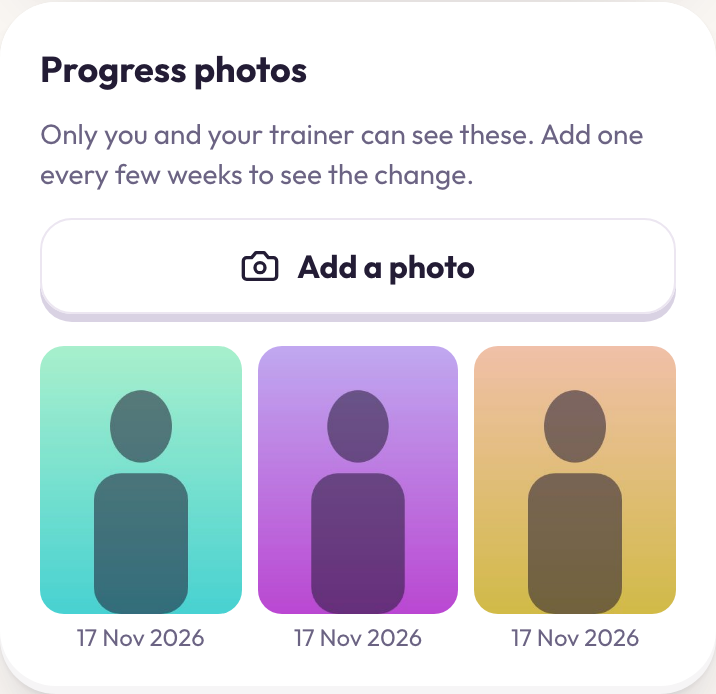 Progress photos
Only you and your trainer can see these. Add one
every few weeks to see the change.
Add a photo
17 Nov 2026
17 Nov 2026
17 Nov 2026